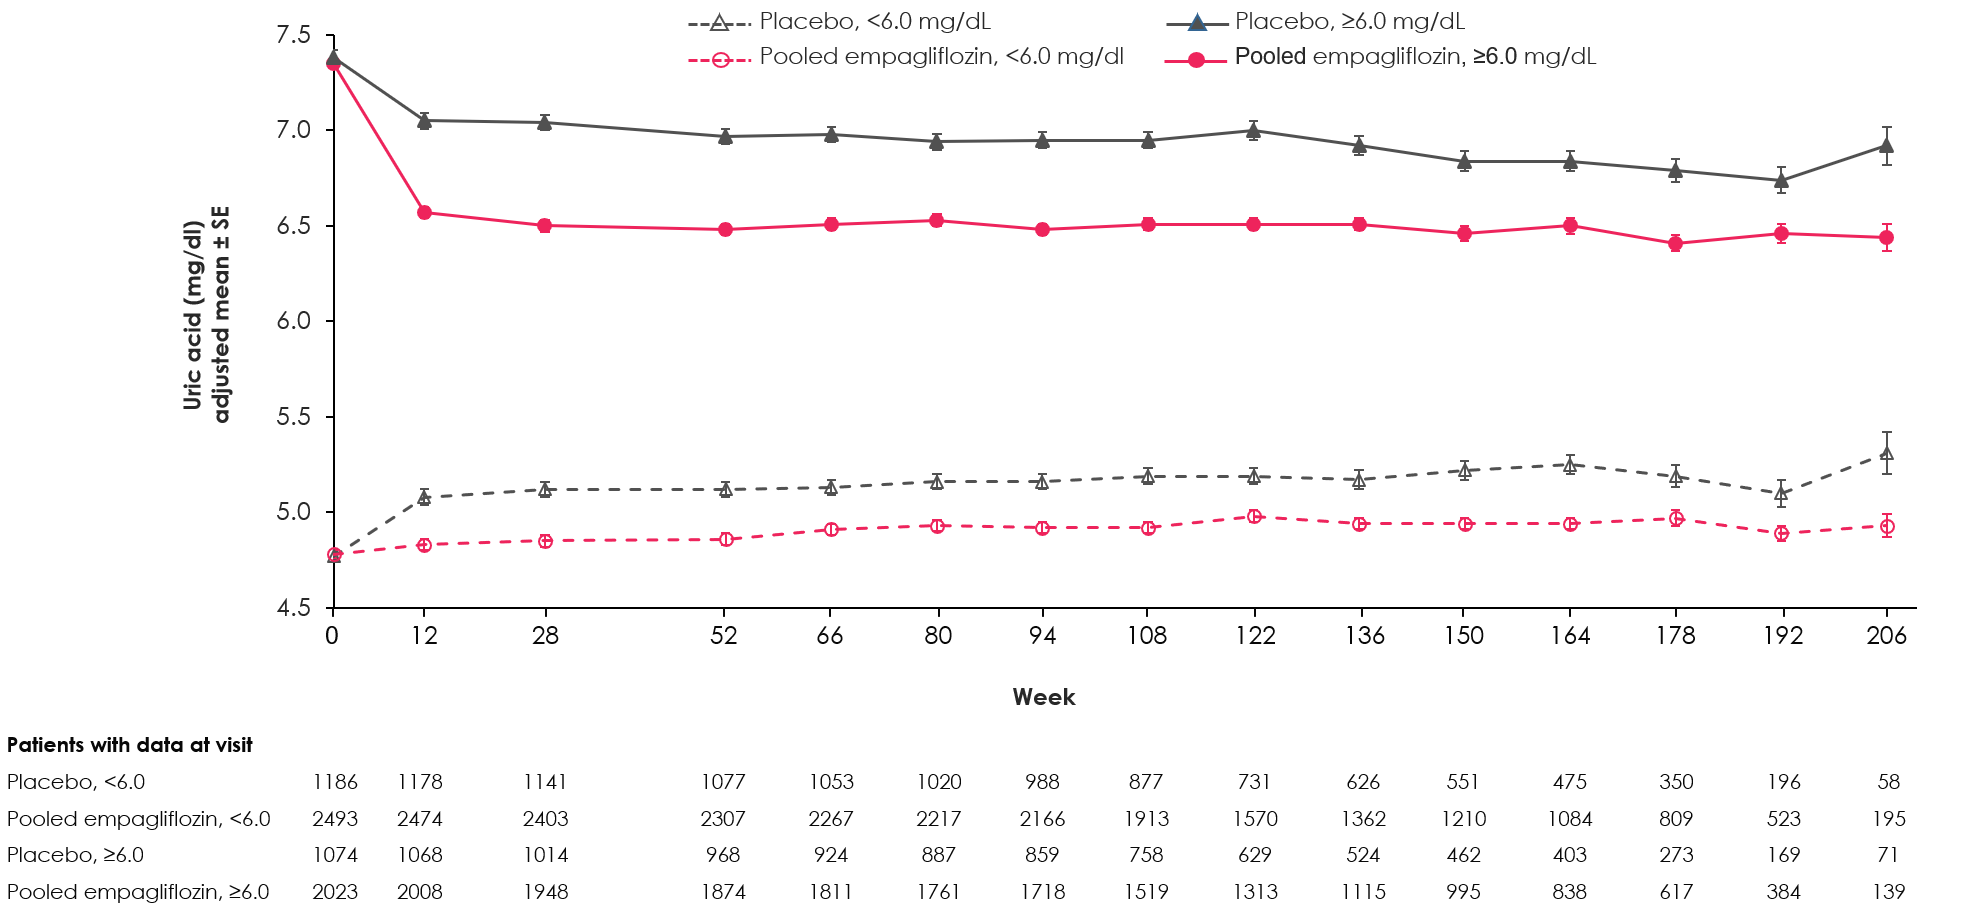 Placebo, <6.0 mg/dL
Placebo, ≥6.0 mg/dL
Pooled empagliflozin, <6.0 mg/dl
Pooled empagliflozin, ≥6.0 mg/dL
Uric acid (mg/dl)
adjusted mean ± SE
7.5
7.0
6.5
6.0
5.5
5.0
4.5
0 12 28 52 66 80 94 108 122 136 150 164 178 192 206
Week
Patients with data at visit
Placebo, <6.0 1186 1178 1141 1077 1053 1020 988 877 731 626 551 475 350 196 58
Pooled empagliflozin, <6.0 2493 2474 2403 2307 2267 2217 2166 1913 1570 1362 1210 1084 809 523 195
Placebo, ≥6.0 1074 1068 1014 968 924 887 859 758 629 524 462 403 273 169 71
Pooled empagliflozin, ≥6.0 2023 2008 1948 1874 1811 1761 1718 1519 1313 1115 995 838 617 384 139